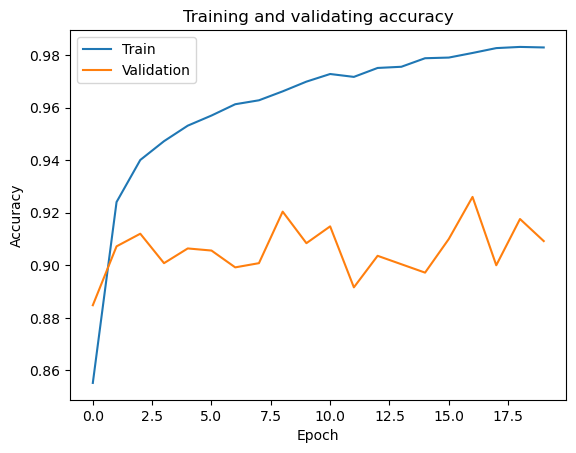 Training and validating accuracy
Train
Validation
Accuracy
0.98
0.96
0.94
0.92
0.90
0.88
0.86
0.0 2.5 5.0 7.5 10.0 12.5 15.0 17.5
Epoch